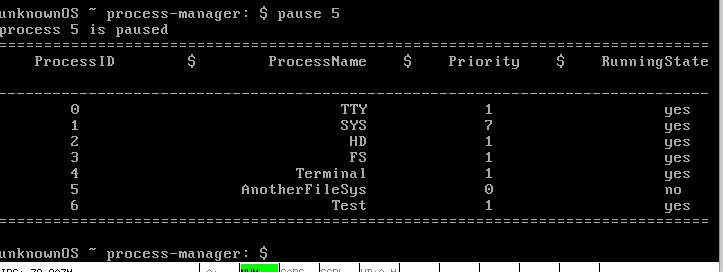 unknownOS ~ process-manager: $ pause 5
process 5 is paused
================================================================================
ProcessID $ ProcessName $ Priority $ RunningState
--------------------------------------------------------------------------------
0 TTY 1 yes
1 SYS 7 yes
2 HD 1 yes
3 FS 1 yes
4 Terminal 1 yes
5 AnotherFileSys 0 no
6 Test 1 yes
================================================================================
unknownOS ~ process-manager: $